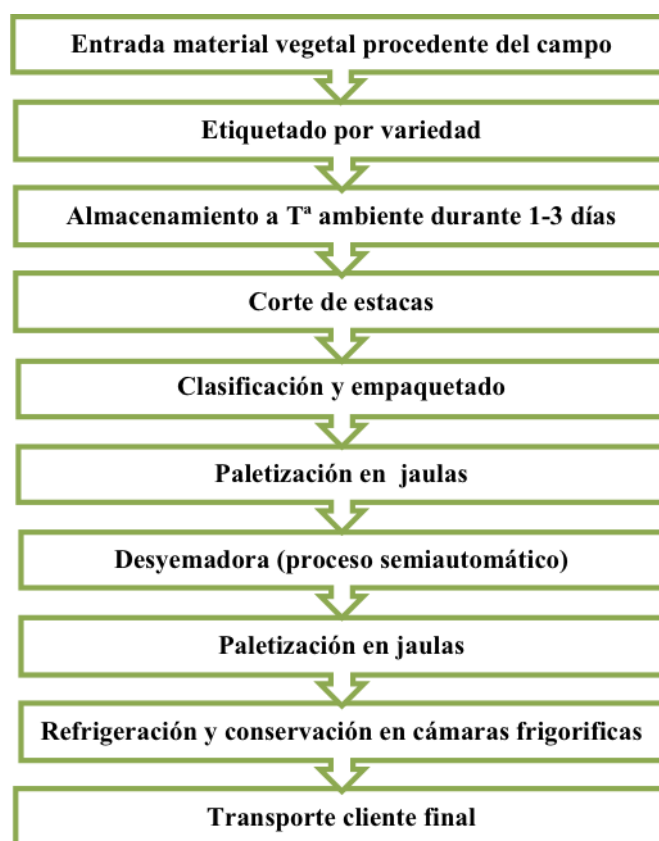 Entrada material vegetal procedente del campo
Etiquetado por variedad
Almacenamiento a Tª ambiente durante 1-3 días
Corte de estacas
Clasificación y empaquetado
Paletización en jaulas
Desyemadora (proceso semiautomático)
Paletización en jaulas
Refrigeración y conservación en cámaras frigorificas
Transporte cliente final